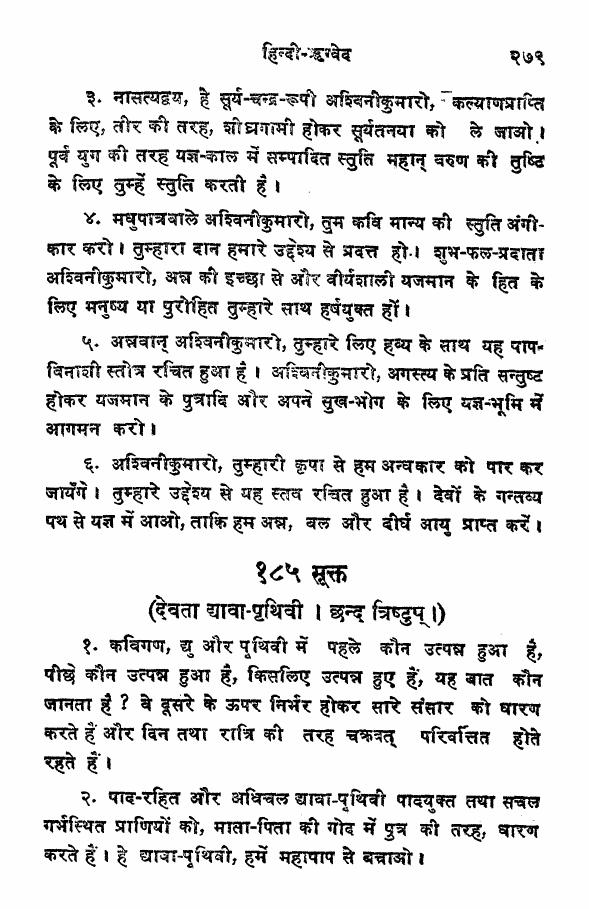 हिन्दी-ऋग्वेद २७९
३. नासत्यद्वय, हे सूर्य-चन्द्र-रूपी अश्विनीकुमारो, कल्याणप्राप्ति
के लिए, तीर की तरह, शीघ्रगामी होकर सूर्यतनया को ले जाओ।
पूर्व युग की तरह यज्ञ-काल में सम्पादित स्तुति महान् वरुण की तुष्टि
के लिए तुम्हें स्तुति करती है।
४. मधुपात्रवाले अश्विनीकुमारो, तुम कवि मान्य की स्तुति अंगी-
कार करो। तुम्हारा दान हमारे उद्देश्य से प्रदत्त हो। शुभ-फल-प्रदाता
अश्विनीकुमारो, अन्न की इच्छा से और वीर्यशाली यजमान के हित के
लिए मनुष्य या पुरोहित तुम्हारे साथ हर्षयुक्त हों।
५. अन्नवान् अश्विनीकुमारो, तुम्हारे लिए हव्य के साथ यह पाप-
विनाशी स्तोत्र रचित हुआ है। अश्विनीकुमारो, अगस्त्य के प्रति सन्तुष्ट
होकर यजमान के पुत्रादि और अपने सुख-भोग के लिए यज्ञ-भूमि में
आगमन करो।
६. अश्विनीकुमारो, तुम्हारी कृपा से हम अन्धकार को पार कर
जायँगे। तुम्हारे उद्देश्य से यह स्तव रचित हुआ है। देवों के गन्तव्य
पथ से यज्ञ में आओ, ताकि हम अन्न, बल और दीर्घ आयु प्राप्त करें।
१८५ सूक्त
(देवता द्यावा-पृथिवी । छन्द त्रिष्टुप्।)
१. कविगण, द्यु और पृथिवी में पहले कौन उत्पन्न हुआ है,
पीछे कौन उत्पन्न हुआ है, किसलिए उत्पन्न हुए हैं, यह बात कौन
जानता है? वे दूसरे के ऊपर निर्भर होकर सारे संसार को धारण
करते हैं और दिन तथा रात्रि की तरह चक्रवत् परिवर्त्तित होते
रहते हैं।
२. पाद-रहित और अविचल द्यावा-पृथिवी पादयुक्त तथा सचल
गर्भस्थित प्राणियों को, माता-पिता की गोद में पुत्र की तरह, धारण
करते हैं। हे द्यावा-पृथिवी, हमें महापाप से बचाओ।